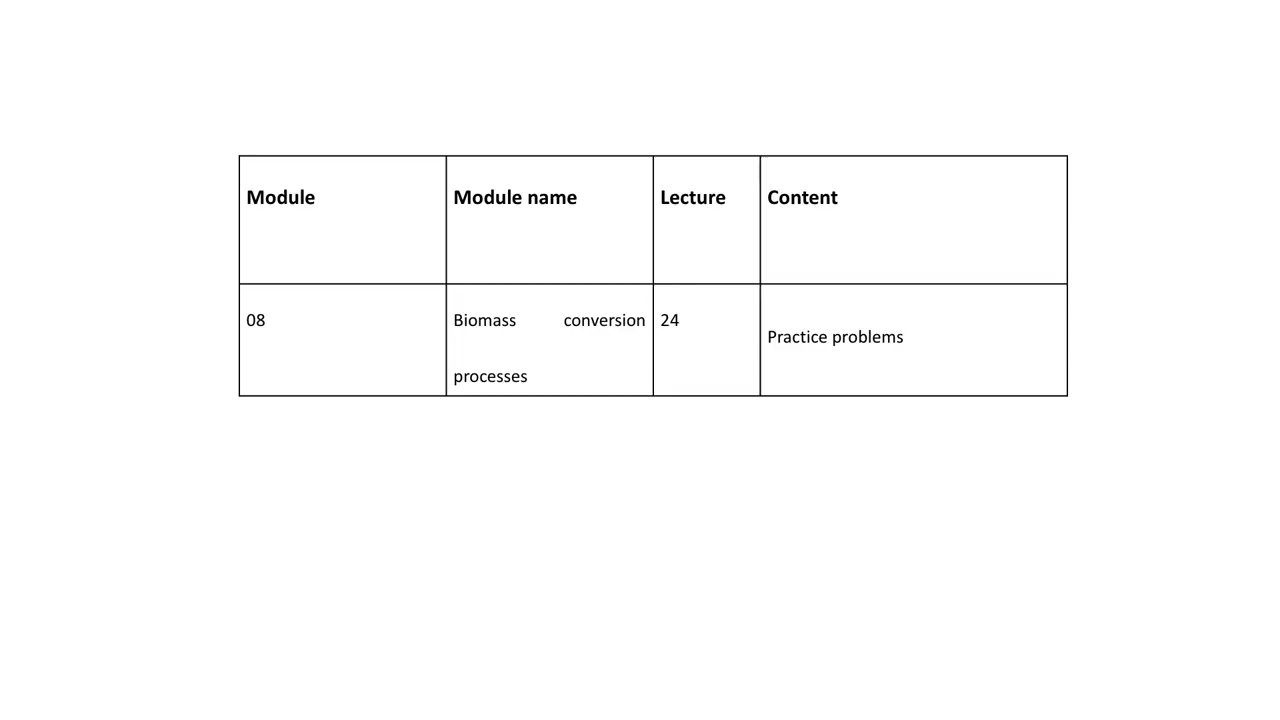 Module Module name Lecture Content
08 Biomass conversion 24 Practice problems
processes